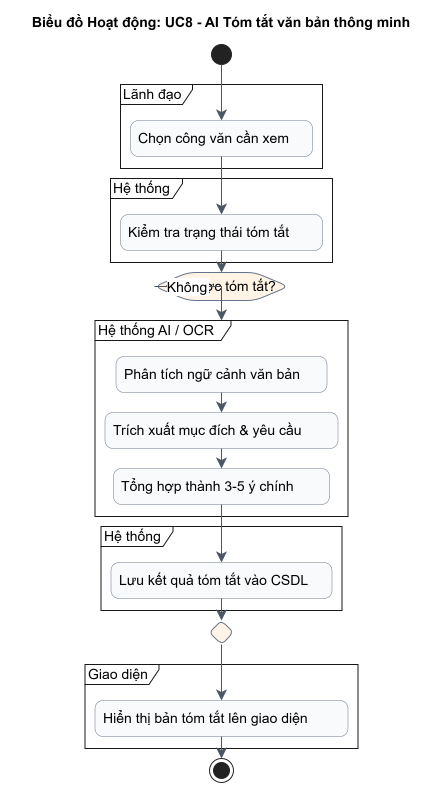 Biểu đồ Hoạt động: UC8 - AI Tóm tắt văn bản thông minh
Lãnh đạo
Chọn công văn cần xem
Hệ thống
Kiểm tra trạng thái tóm tắt
Không tóm tắt?
Hệ thống AI / OCR
Phân tích ngữ cảnh văn bản
Trích xuất mục đích & yêu cầu
Tổng hợp thành 3-5 ý chính
Hệ thống
Lưu kết quả tóm tắt vào CSDL
Giao diện
Hiển thị bản tóm tắt lên giao diện